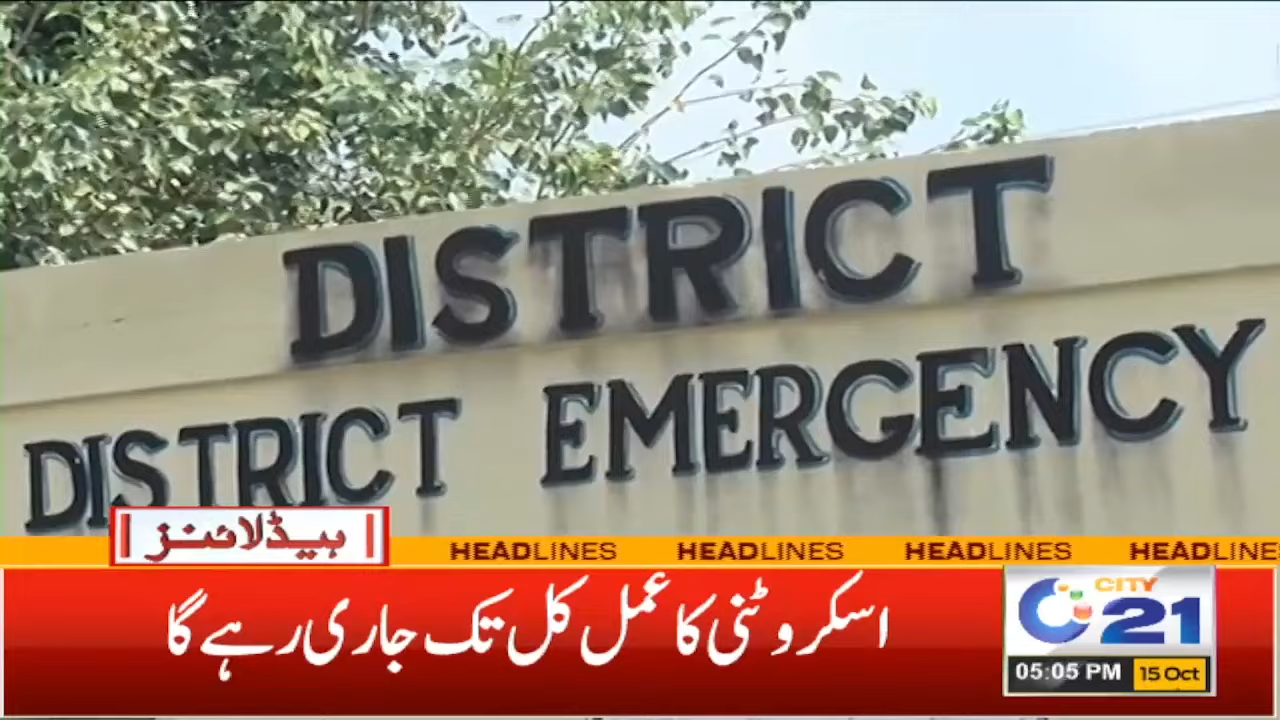 DISTRICT
DISTRICT EMERGENCY
ہیڈلائنز
HEADLINES HEADLINES HEADLINES HEADLINE
اسکروٹنی کا عمل کل تک جاری رہے گا
CITY
21
05:05 PM 15 Oct